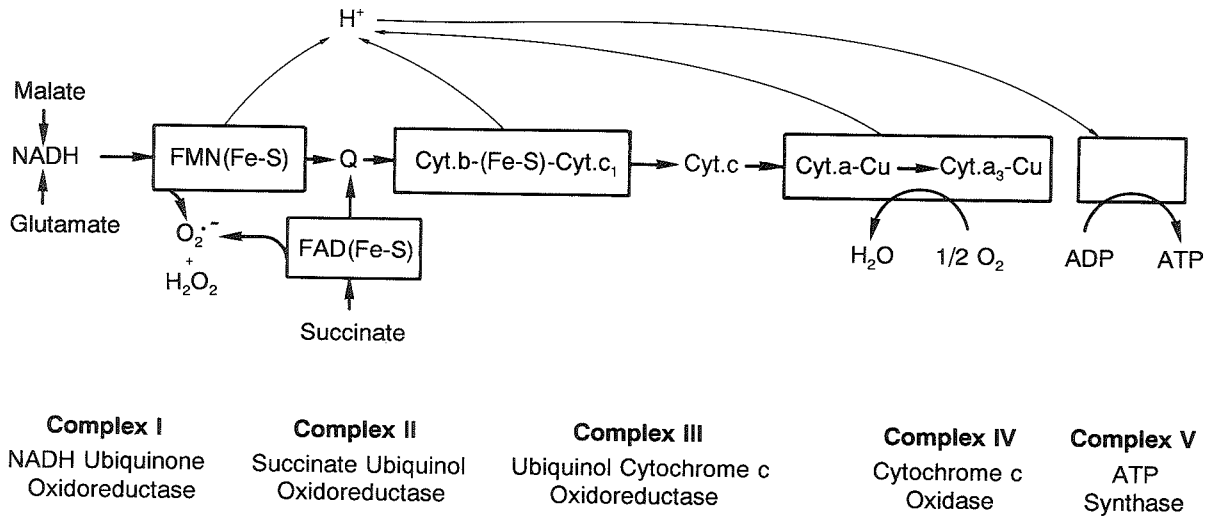 H⁺
Malate
NADH
FMN(Fe-S)
Q
Cyt.b-(Fe-S)-Cyt.c₁
Cyt.c
Cyt.a-Cu
Cyt.a₃-Cu
Glutamate
O₂·⁻
+
H₂O₂
FAD(Fe-S)
Succinate
H₂O
1/2 O₂
ADP
ATP
Complex I
NADH Ubiquinone
Oxidoreductase
Complex II
Succinate Ubiquinol
Oxidoreductase
Complex III
Ubiquinol Cytochrome c
Oxidoreductase
Complex IV
Cytochrome c
Oxidase
Complex V
ATP
Synthase